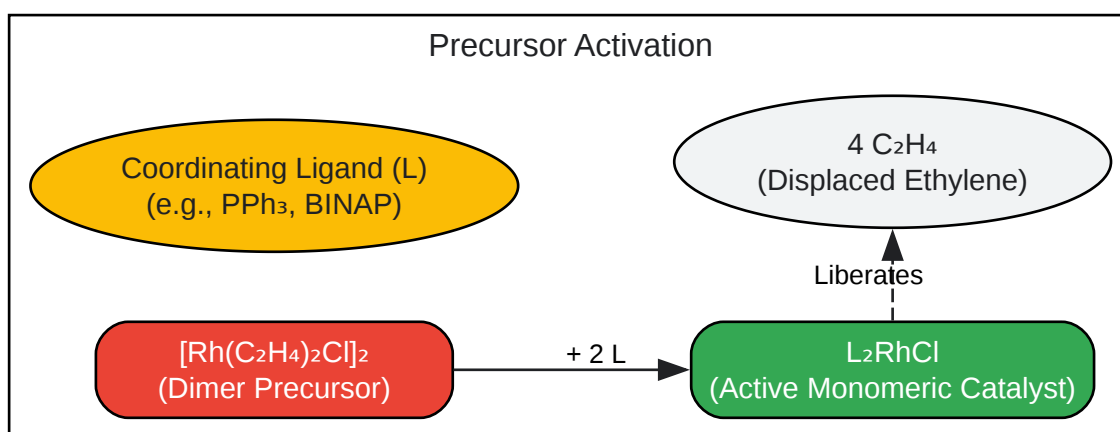 Precursor Activation
Coordinating Ligand (L)
(e.g., PPh₃, BINAP)
4 C₂H₄
(Displaced Ethylene)
Liberates
[Rh(C₂H₄)₂Cl]₂
(Dimer Precursor)
+ 2 L
L₂RhCl
(Active Monomeric Catalyst)